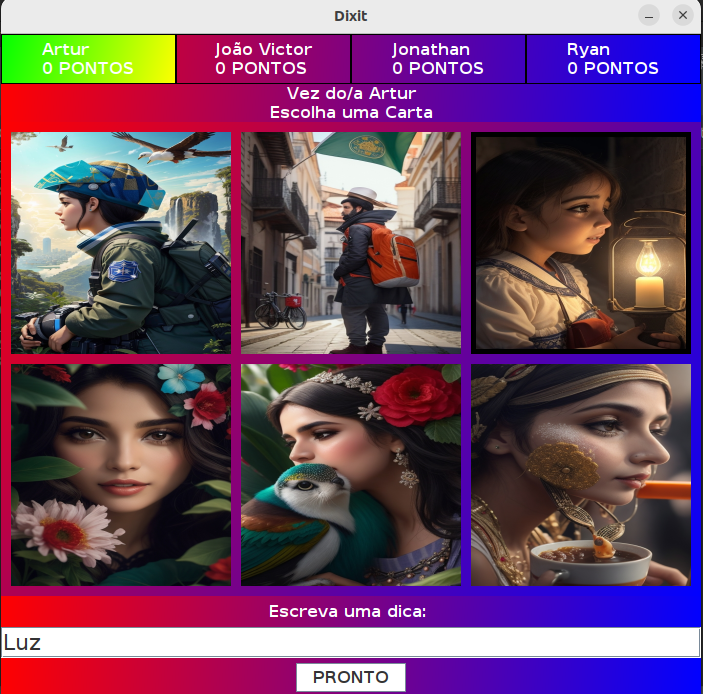 Dixit
Artur
0 PONTOS
João Victor
0 PONTOS
Jonathan
0 PONTOS
Ryan
0 PONTOS
Vez do/a Artur
Escolha uma Carta
Escreva uma dica:
Luz
PRONTO